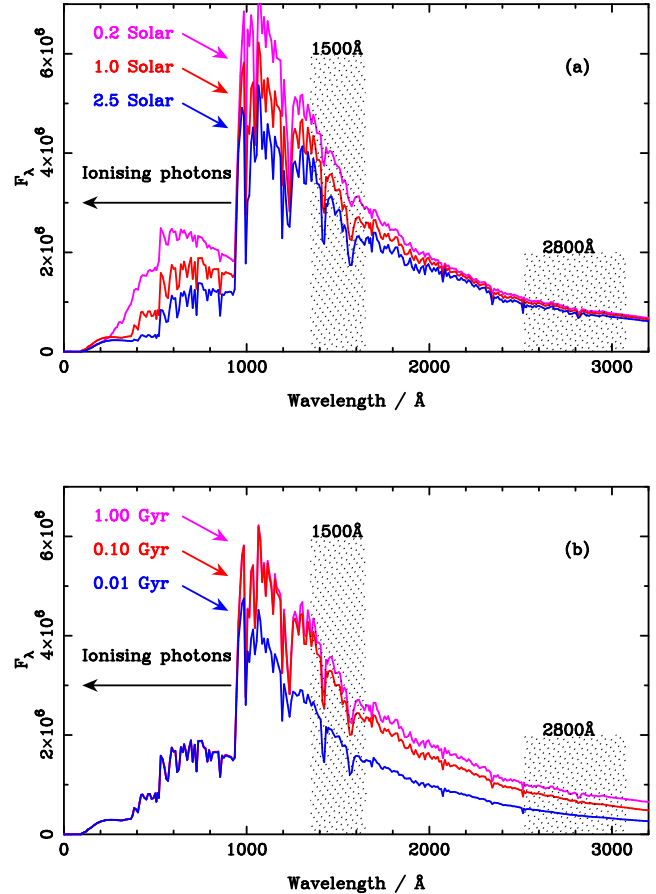 0.2 Solar
1.0 Solar
2.5 Solar
1500Å
(a)
Ionising photons
2800Å
F_λ
6×10⁶
4×10⁶
2×10⁶
0
0 1000 2000 3000
Wavelength / Å
1.00 Gyr
0.10 Gyr
0.01 Gyr
1500Å
(b)
Ionising photons
2800Å
F_λ
6×10⁶
4×10⁶
2×10⁶
0
0 1000 2000 3000
Wavelength / Å